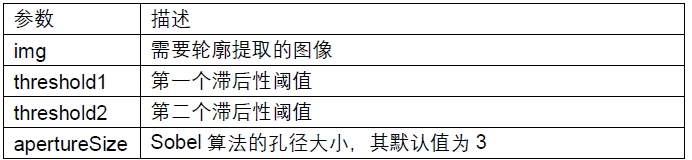 参数 描述
img 需要轮廓提取的图像
threshold1 第一个滞后性阈值
threshold2 第二个滞后性阈值
apertureSize Sobel 算法的孔径大小，其默认值为 3